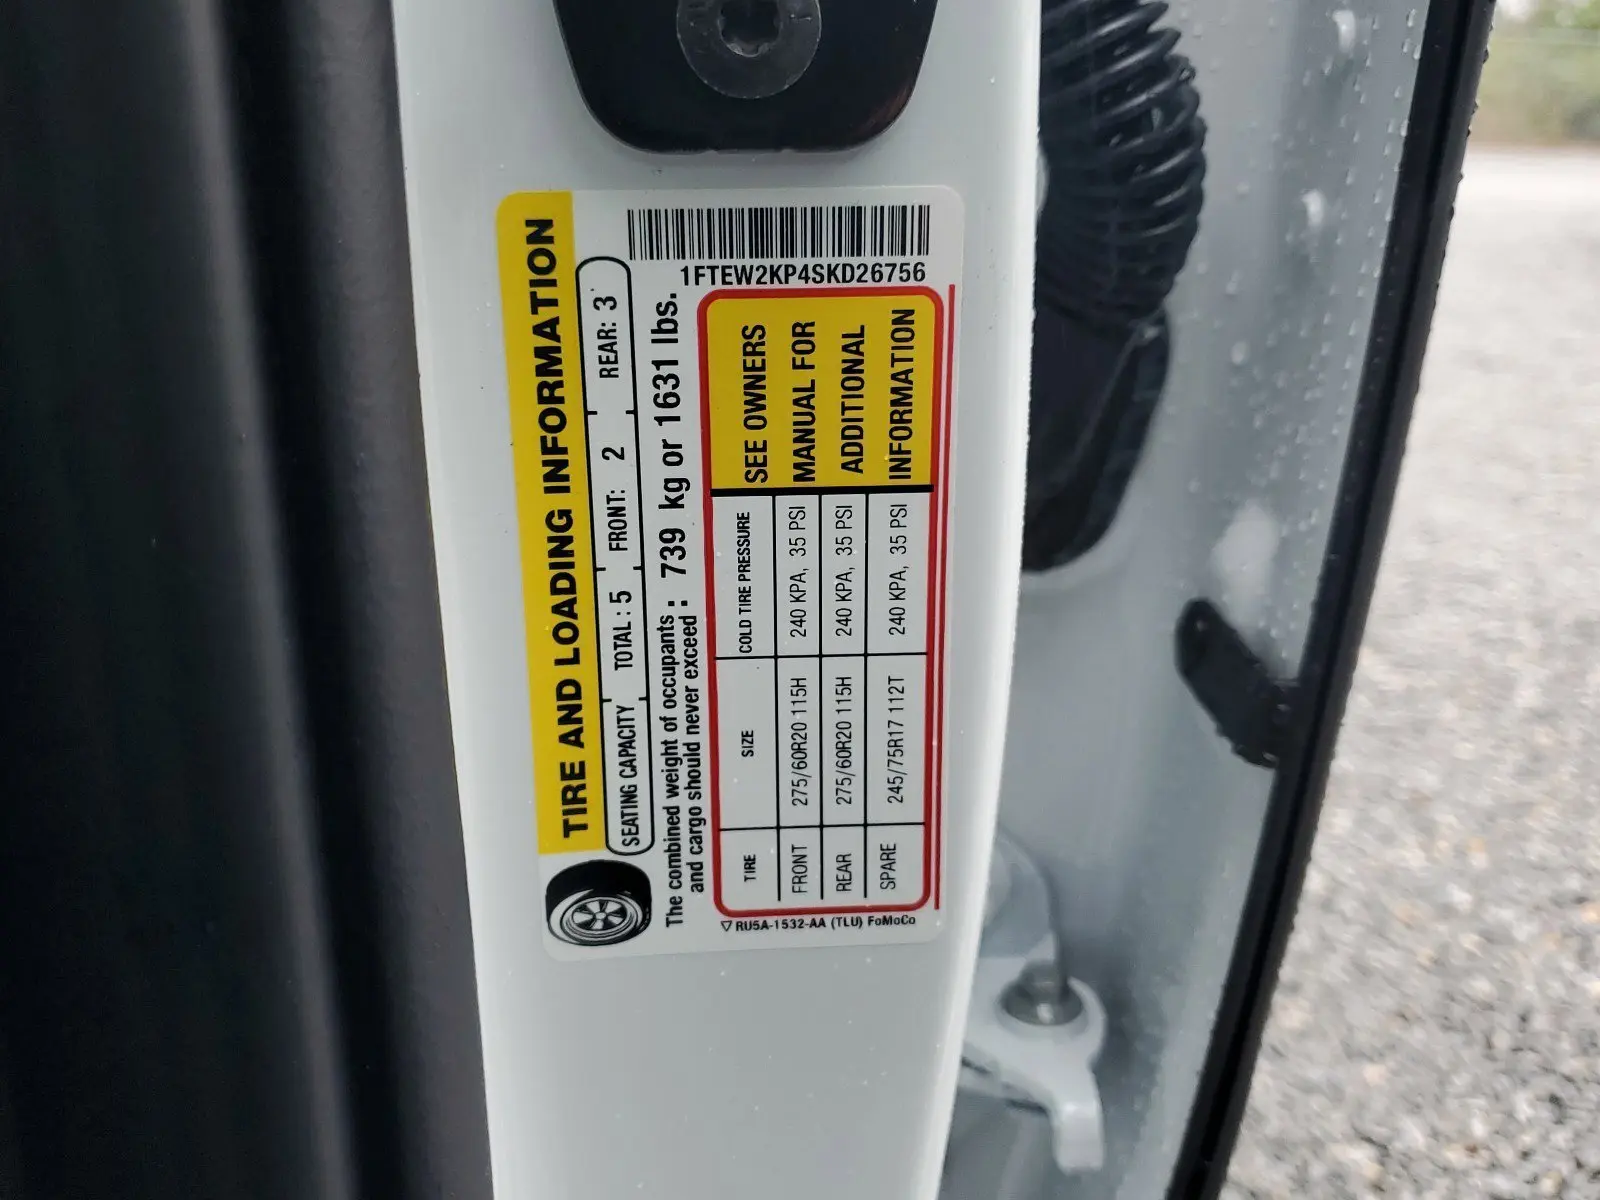 1FTEW2KP4SKD26756
TIRE AND LOADING INFORMATION
SEATING CAPACITY TOTAL : 5 FRONT: 2 REAR: 3
The combined weight of occupants and cargo should never exceed : 739 kg or 1631 lbs.
TIRE SIZE COLD TIRE PRESSURE
FRONT 275/60R20 115H 240 KPA, 35 PSI
REAR 275/60R20 115H 240 KPA, 35 PSI
SPARE 245/75R17 112T 240 KPA, 35 PSI
SEE OWNERS
MANUAL FOR
ADDITIONAL
INFORMATION
RU5A-1532-AA (TLU) FoMoCo